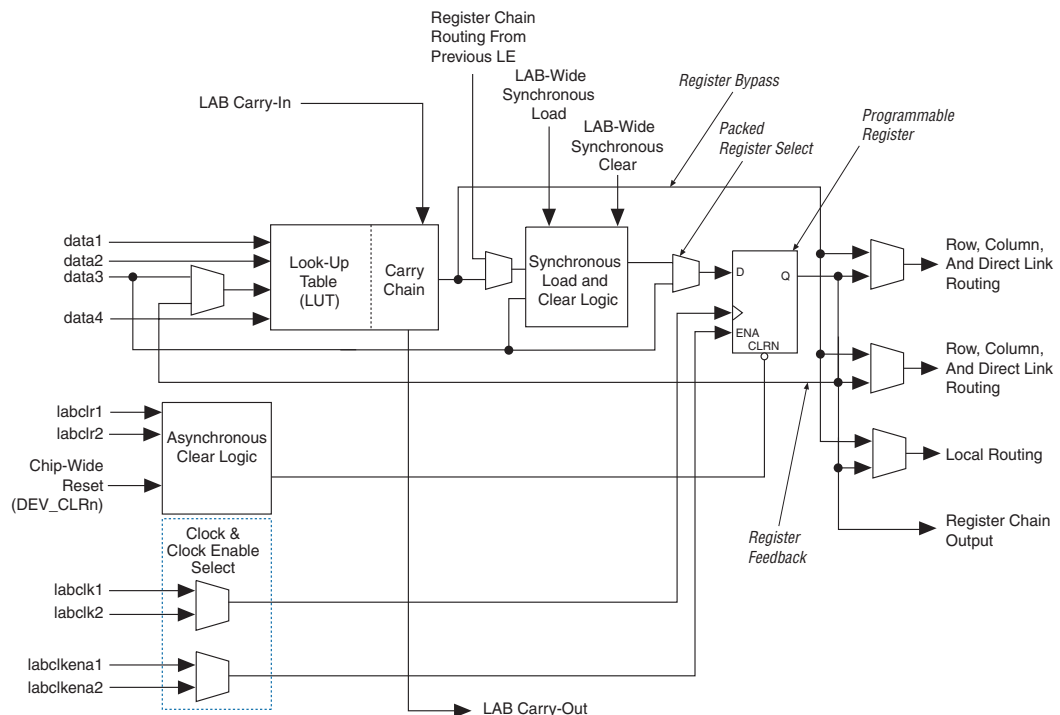 Register Chain
Routing From
Previous LE
LAB-Wide
Synchronous
Load
Register Bypass
Programmable
Register
LAB Carry-In
LAB-Wide
Synchronous
Clear
Packed
Register Select
data1
data2
data3
data4
Look-Up
Table
(LUT)
Carry
Chain
Synchronous
Load and
Clear Logic
D
Q
ENA
CLRN
Row, Column,
And Direct Link
Routing
Row, Column,
And Direct Link
Routing
labclr1
labclr2
Chip-Wide
Reset
(DEV_CLRn)
Asynchronous
Clear Logic
Local Routing
Register Chain
Output
Register
Feedback
Clock &
Clock Enable
Select
labclk1
labclk2
labclkena1
labclkena2
LAB Carry-Out